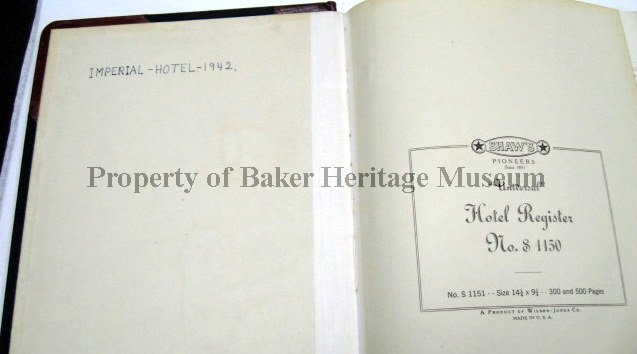 IMPERIAL-HOTEL-1942.
SHAW'S
PIONEERS
Property of Baker Heritage Museum
"Universal"
Hotel Register
No. S 1150
No. S 1151 - - Size 14¼ x 9½ - - 300 and 500 Pages
A PRODUCT OF WILSON-JONES CO.
MADE IN U.S.A.